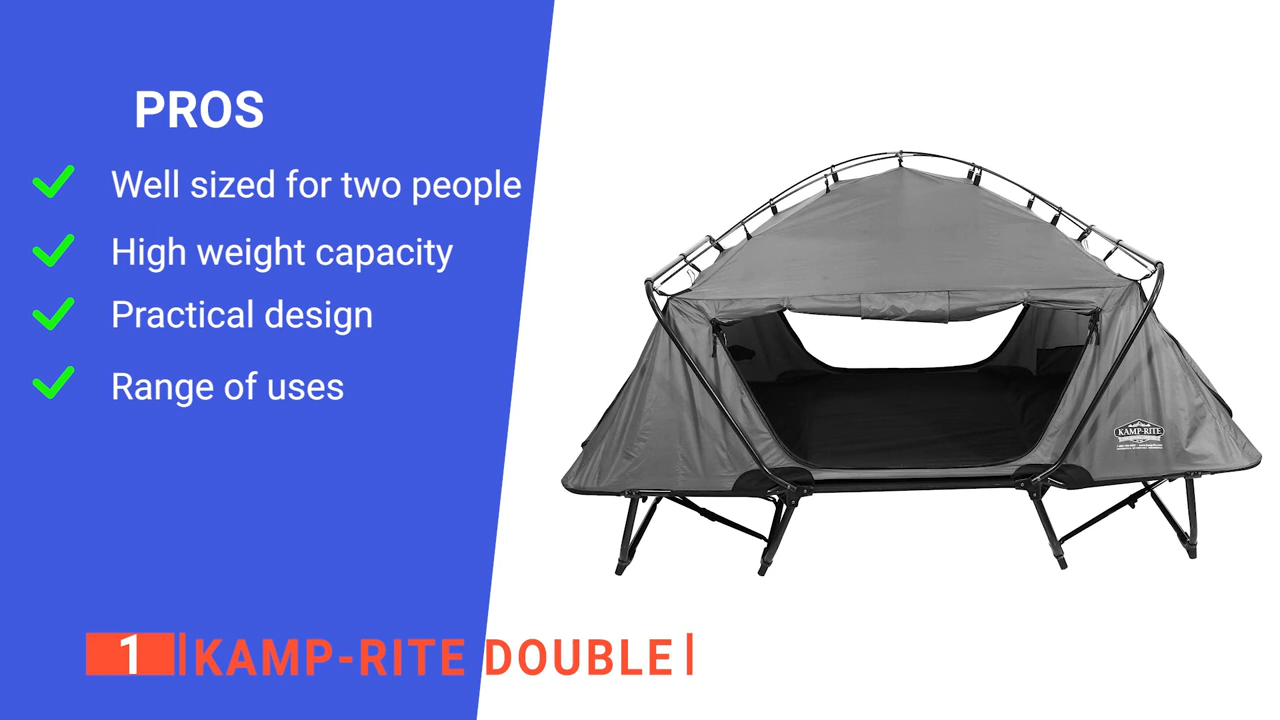 PROS
Well sized for two people
High weight capacity
Practical design
Range of uses
KAMP-RITE
1 KAMP-RITE DOUBLE